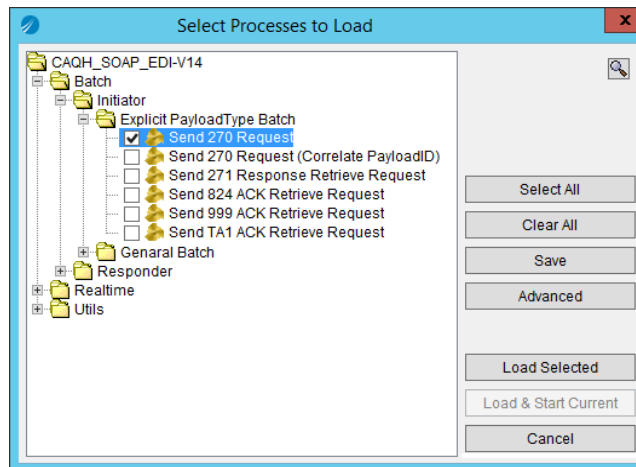 Select Processes to Load
x
CAQH_SOAP_EDI-V14
Batch
Initiator
Explicit PayloadType Batch
Send 270 Request
Send 270 Request (Correlate PayloadID)
Send 271 Response Retrieve Request
Send 824 ACK Retrieve Request
Send 999 ACK Retrieve Request
Send TA1 ACK Retrieve Request
Genaral Batch
Responder
Realtime
Utils
Select All
Clear All
Save
Advanced
Load Selected
Load & Start Current
Cancel